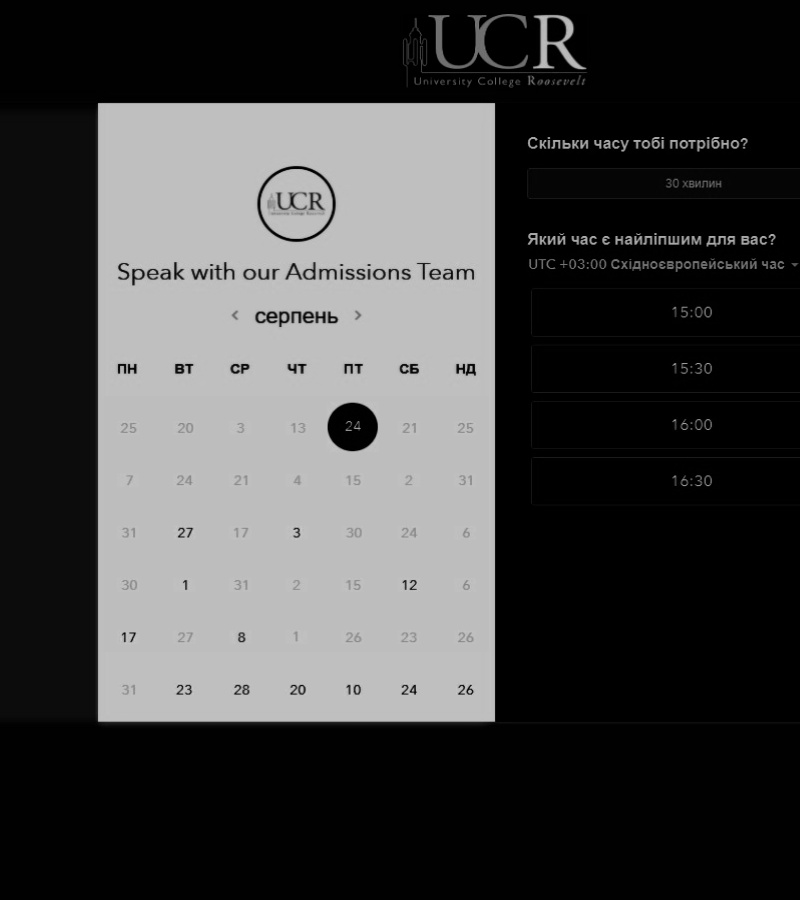 UCR
University College Roosevelt
UCR
Speak with our Admissions Team
серпень
ПН ВТ СР ЧТ ПТ СБ НД
25 20 3 13 24 21 25
7 24 21 4 15 2 31
31 27 17 3 30 24 6
30 1 31 2 15 12 6
17 27 8 1 26 23 26
31 23 28 20 10 24 26
Скільки часу тобі потрібно?
30 хвилин
Який час є найліпшим для вас?
UTC +03:00 Східноєвропейський час
15:00
15:30
16:00
16:30